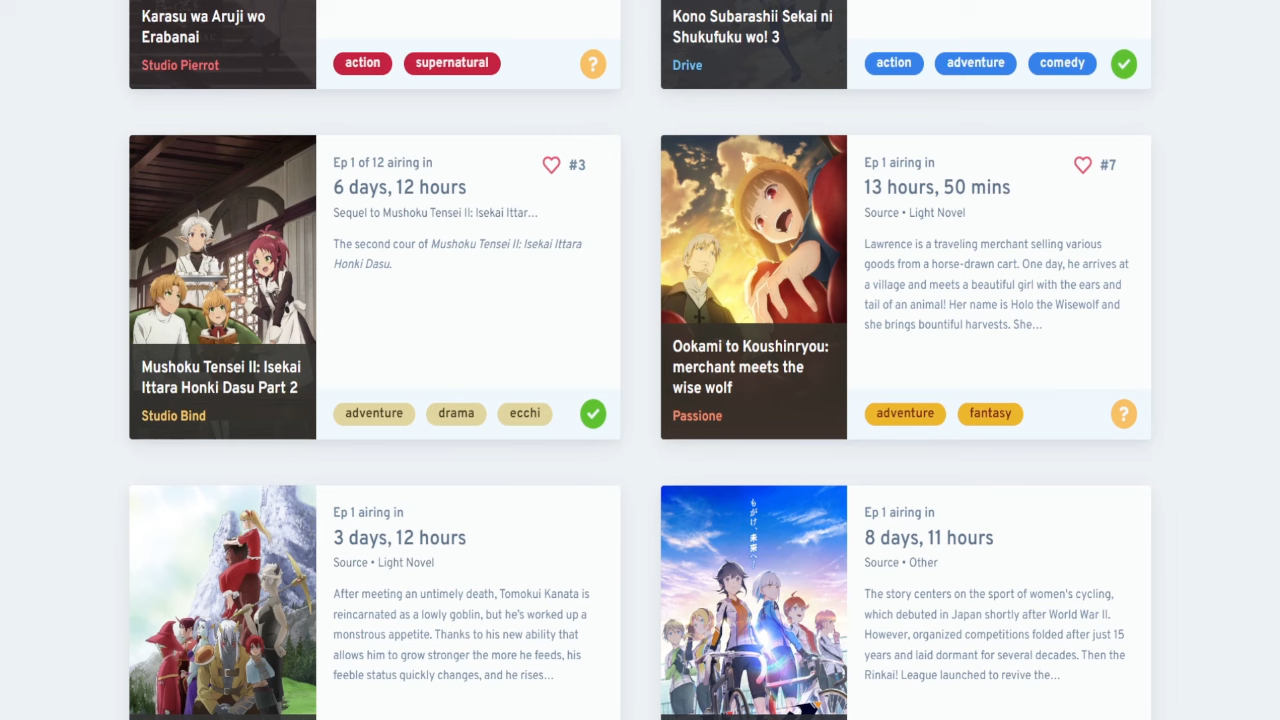 Karasu wa Aruji wo
Erabanai
Studio Pierrot
action supernatural ?
Kono Subarashii Sekai ni
Shukufuku wo! 3
Drive
action adventure comedy
Ep 1 of 12 airing in
#3
6 days, 12 hours
Sequel to Mushoku Tensei II: Isekai Ittar...
The second cour of Mushoku Tensei II: Isekai Ittara
Honki Dasu.
Mushoku Tensei II: Isekai
Ittara Honki Dasu Part 2
Studio Bind
adventure drama ecchi
Ep 1 airing in
#7
13 hours, 50 mins
Source • Light Novel
Lawrence is a traveling merchant selling various
goods from a horse-drawn cart. One day, he arrives at
a village and meets a beautiful girl with the ears and
tail of an animal! Her name is Holo the Wisewolf and
she brings bountiful harvests. She...
Ookami to Koushinryou:
merchant meets the
wise wolf
Passione
adventure fantasy ?
Ep 1 airing in
3 days, 12 hours
Source • Light Novel
After meeting an untimely death, Tomokui Kanata is
reincarnated as a lowly goblin, but he's worked up a
monstrous appetite. Thanks to his new ability that
allows him to grow stronger the more he feeds, his
feeble status quickly changes, and he rises...
もがけ、未来へ!
Ep 1 airing in
8 days, 11 hours
Source • Other
The story centers on the sport of women's cycling,
which debuted in Japan shortly after World War II.
However, organized competitions folded after just 15
years and laid dormant for several decades. Then the
Rinkai! League launched to revive the...